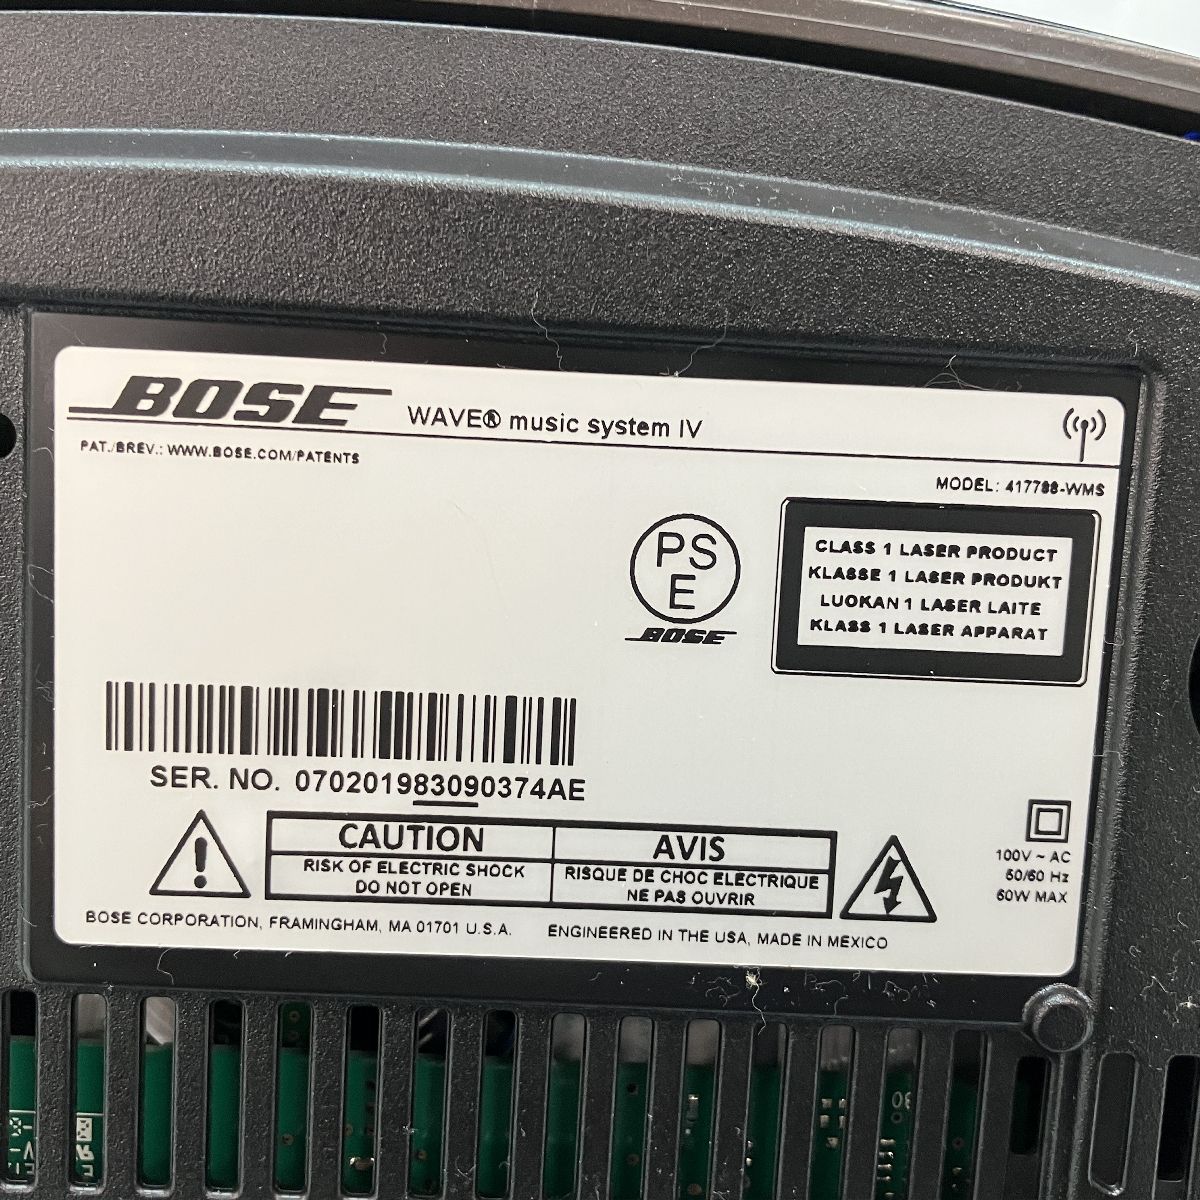 BOSE WAVE® music system IV
PAT./BREV.: WWW.BOSE.COM/PATENTS
MODEL: 417788-WMS
PS
E
BOSE
CLASS 1 LASER PRODUCT
KLASSE 1 LASER PRODUKT
LUOKAN 1 LASER LAITE
KLASS 1 LASER APPARAT
SER. NO. 070201983090374AE
CAUTION
RISK OF ELECTRIC SHOCK
DO NOT OPEN
AVIS
RISQUE DE CHOC ELECTRIQUE
NE PAS OUVRIR
100V ~ AC
50/60 Hz
60W MAX
BOSE CORPORATION, FRAMINGHAM, MA 01701 U.S.A. ENGINEERED IN THE USA, MADE IN MEXICO